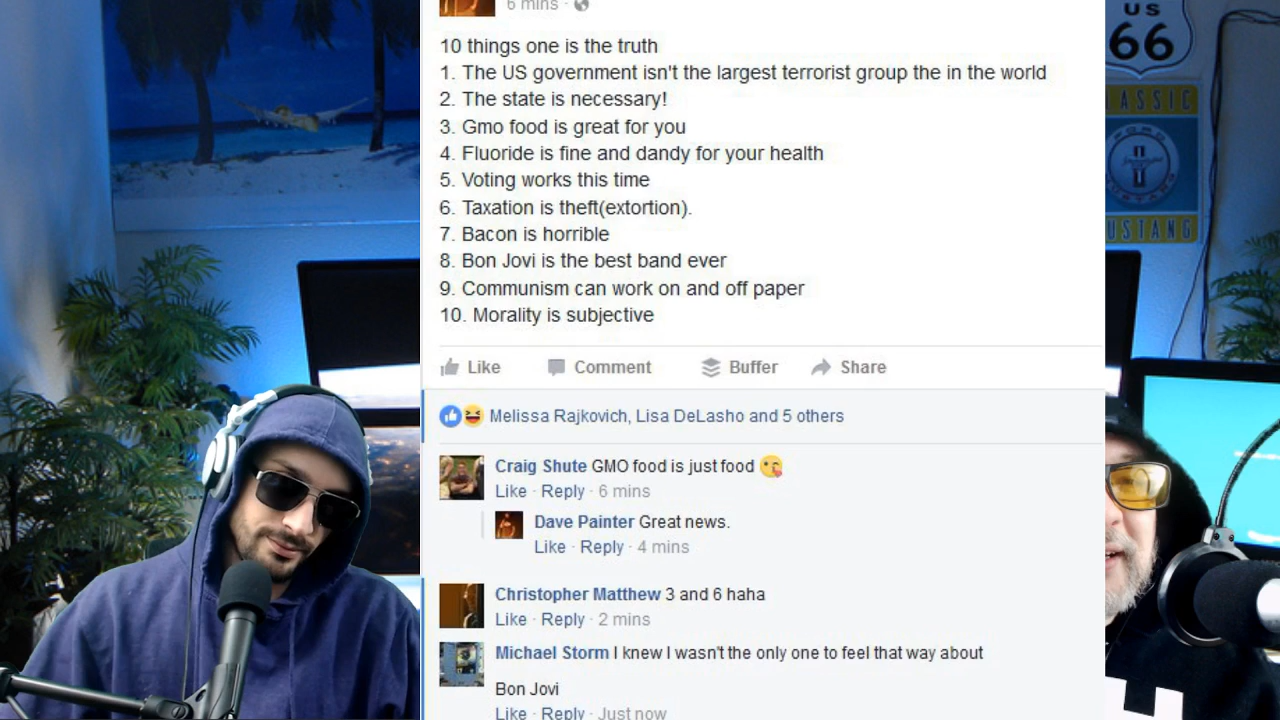 6 mins ·
10 things one is the truth
1. The US government isn't the largest terrorist group the in the world
2. The state is necessary!
3. Gmo food is great for you
4. Fluoride is fine and dandy for your health
5. Voting works this time
6. Taxation is theft(extortion).
7. Bacon is horrible
8. Bon Jovi is the best band ever
9. Communism can work on and off paper
10. Morality is subjective
Like Comment Buffer Share
Melissa Rajkovich, Lisa DeLasho and 5 others
Craig Shute GMO food is just food
Like · Reply · 6 mins
Dave Painter Great news.
Like · Reply · 4 mins
Christopher Matthew 3 and 6 haha
Like · Reply · 2 mins
Michael Storm I knew I wasn't the only one to feel that way about
Bon Jovi
Like · Reply · Just now
US
66
LASSIC
FORD
USTANG